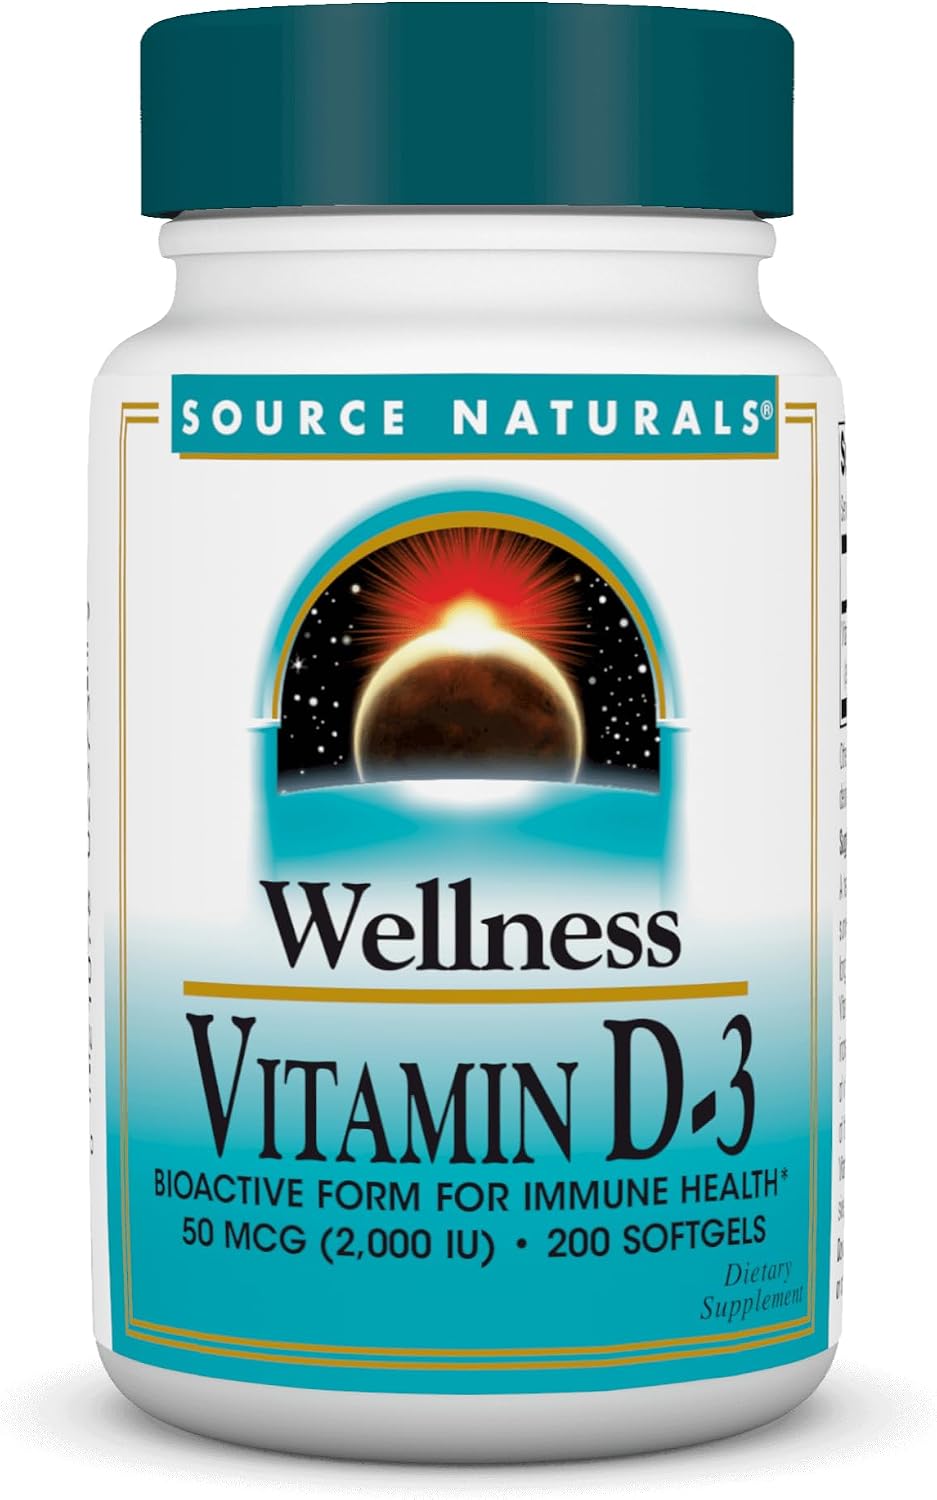 SOURCE NATURALS®
Wellness
VITAMIN D-3
BIOACTIVE FORM FOR IMMUNE HEALTH*
50 MCG (2,000 IU) • 200 SOFTGELS
Dietary
Supplement